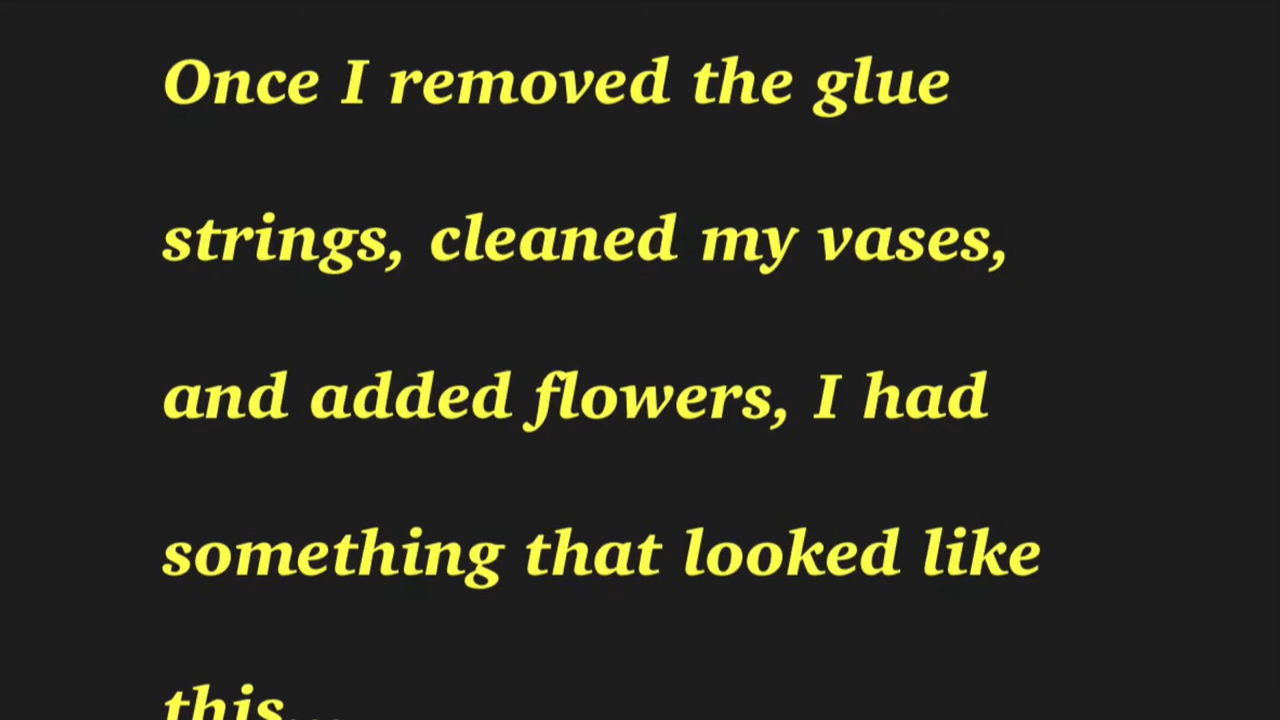 Once I removed the glue
strings, cleaned my vases,
and added flowers, I had
something that looked like
this...